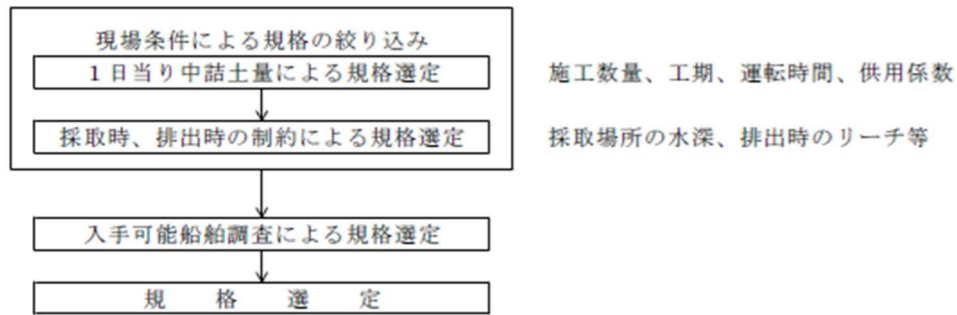 現場条件による規格の絞り込み
1日当り中詰土量による規格選定
施工数量、工期、運転時間、供用係数
採取時、排出時の制約による規格選定
採取場所の水深、排出時のリーチ等
入手可能船舶調査による規格選定
規　格　選　定